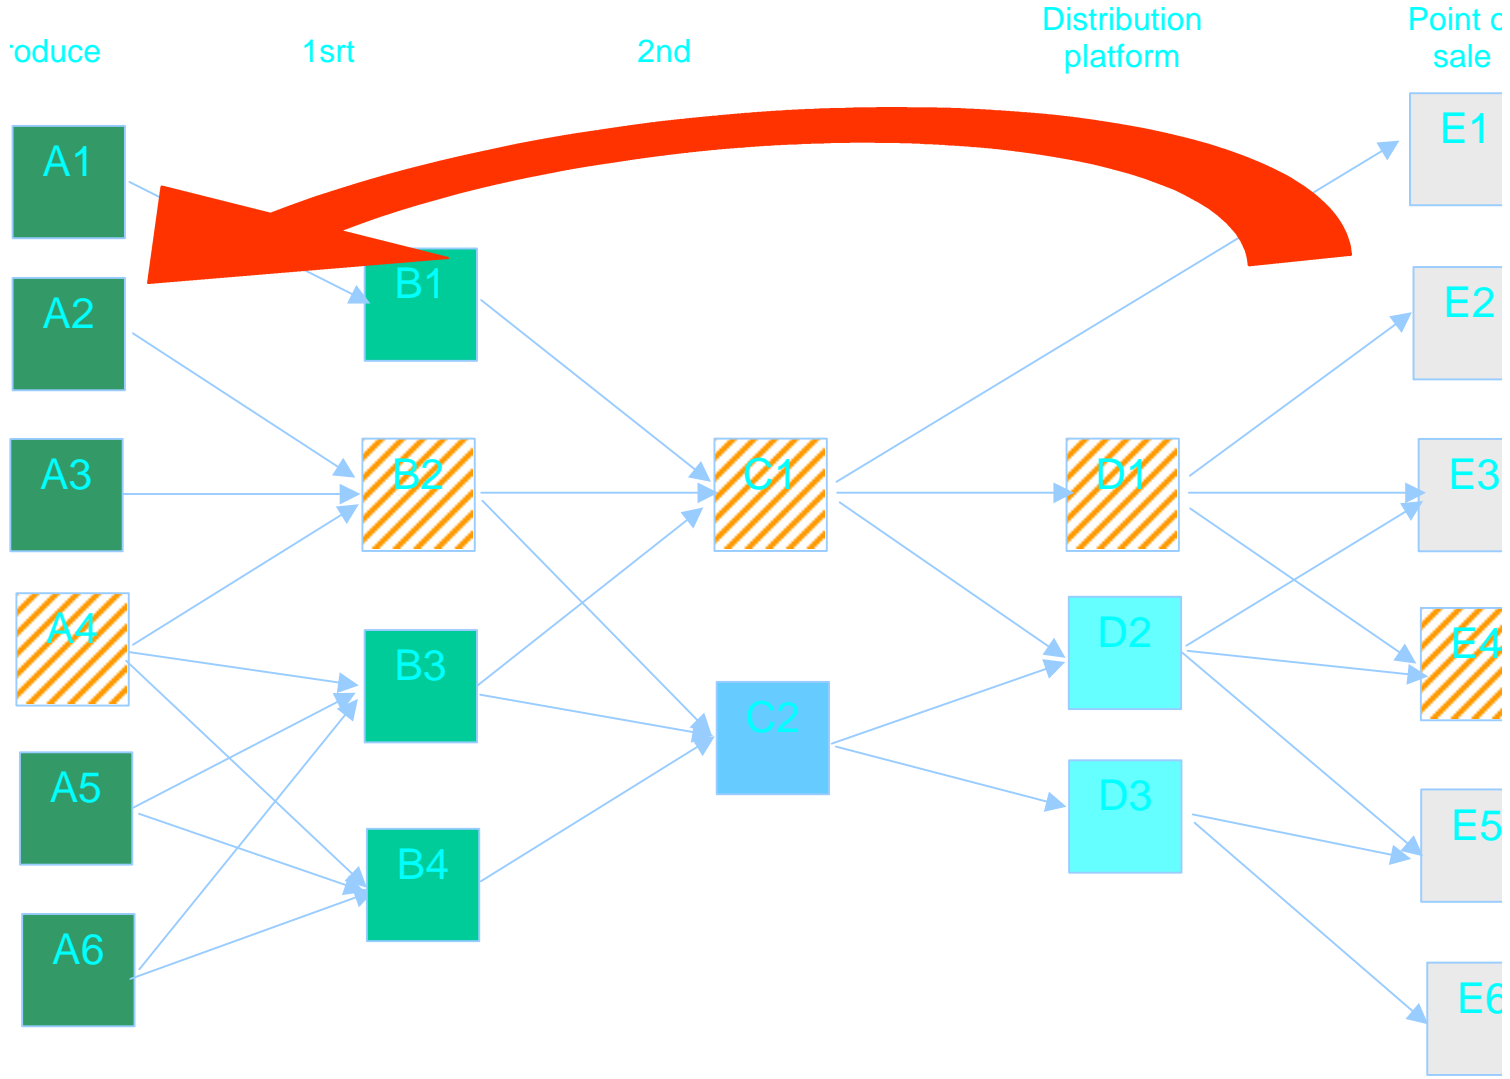 roduce
1srt
2nd
Distribution
platform
Point o
sale
A1
A2
A3
A4
A5
A6
B1
B2
B3
B4
C1
C2
D1
D2
D3
E1
E2
E3
E4
E5
E6